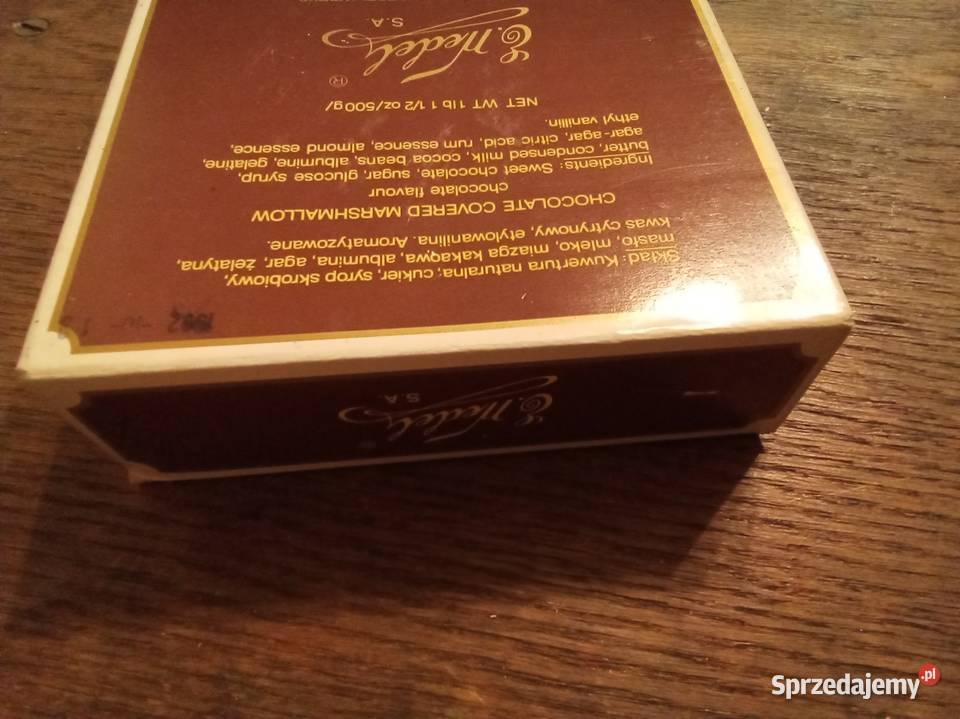 E. Wedel
S.A.
Skład: Kuwertura naturalna, cukier, syrop skrobiowy,
masło, mleko, miazga kakaqwa, albumina, agar, żelatyna,
kwas cytrynowy, etylowanilina. Aromatyzowane.
CHOCOLATE COVERED MARSHMALLOW
chocolate flavour
Ingredients: Sweet chocolate, sugar, glucose syrup,
butter, condensed milk, cocoa beans, albumine, gelatine,
agar-agar, citric acid, rum essence, almond essence,
ethyl vanillin.
NET WT 1 lb 1 1/2 oz/500 g/
E. Wedel ®
S.A.
Sprzedajemy.pl